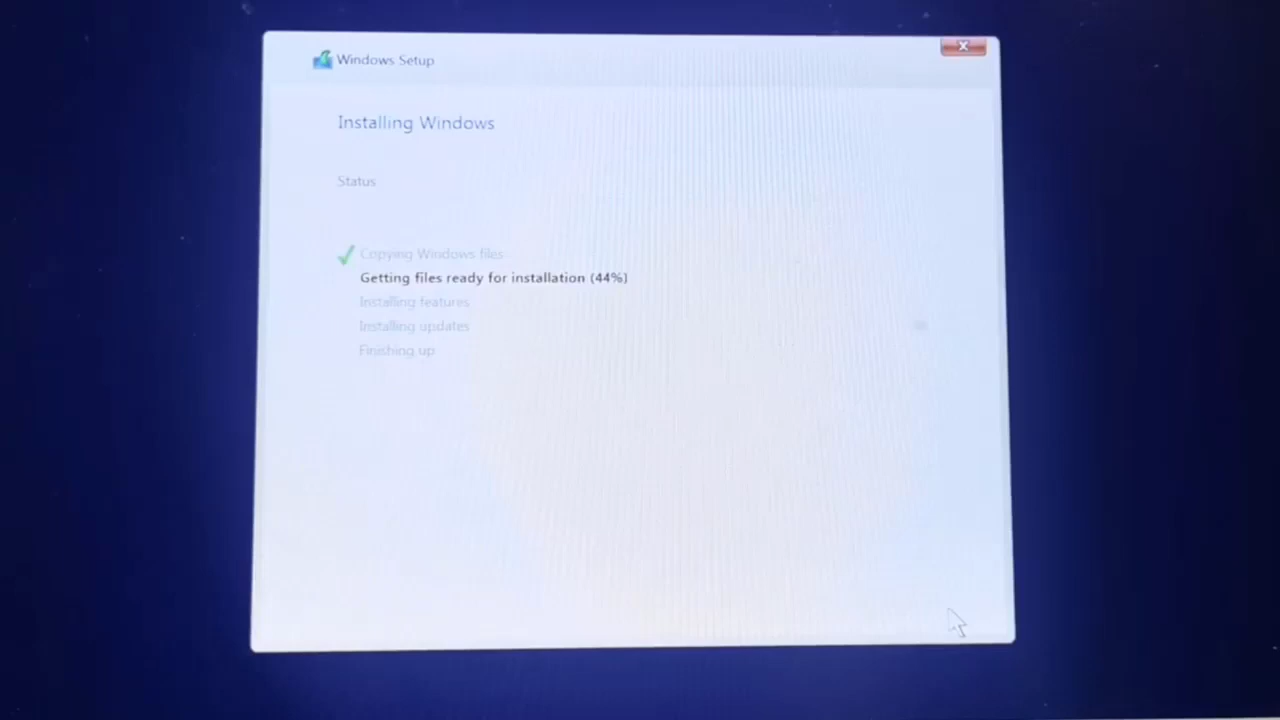 Windows Setup
Installing Windows
Status
Copying Windows files
Getting files ready for installation (44%)
Installing features
Installing updates
Finishing up